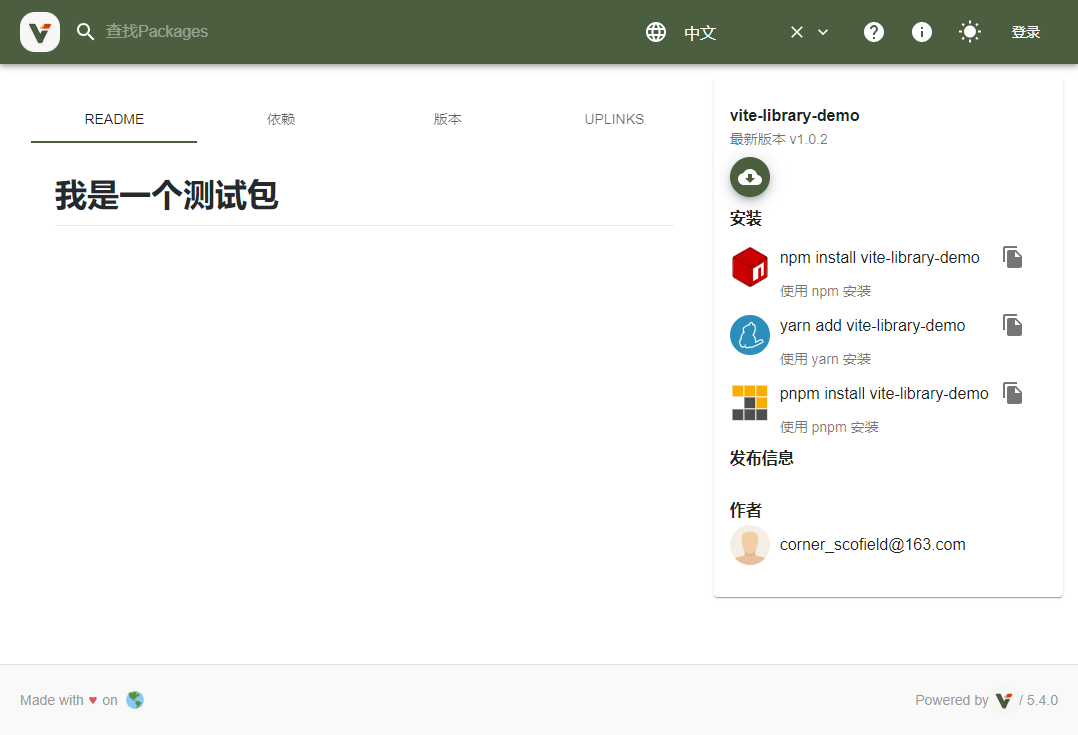 查找Packages
中文
登录
README
依赖
版本
UPLINKS
我是一个测试包
vite-library-demo
最新版本 v1.0.2
安装
npm install vite-library-demo
使用 npm 安装
yarn add vite-library-demo
使用 yarn 安装
pnpm install vite-library-demo
使用 pnpm 安装
发布信息
作者
corner_scofield@163.com
Made with ♥ on
Powered by / 5.4.0